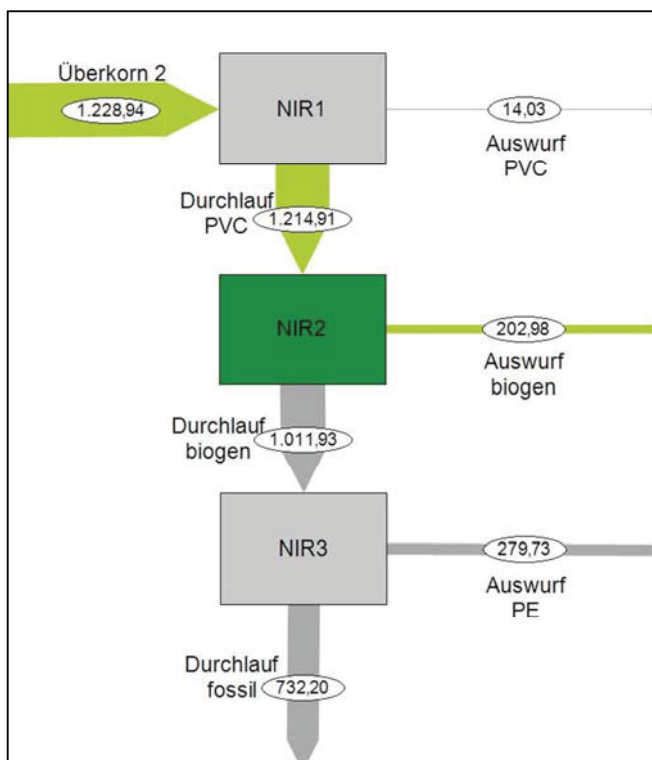 Überkorn 2
1.228,94
NIR1
14,03
Auswurf
PVC
Durchlauf
PVC
1.214,91
NIR2
202,98
Auswurf
biogen
Durchlauf
biogen
1.011,93
NIR3
279,73
Auswurf
PE
Durchlauf
fossil
732,20